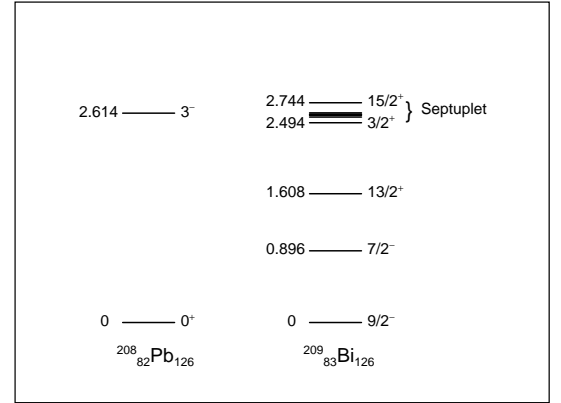 2.744 15/2⁺
2.614 3⁻ } Septuplet
2.494 3/2⁺
1.608 13/2⁺
0.896 7/2⁻
0 0⁺ 0 9/2⁻
²⁰⁸₈₂Pb₁₂₆ ²⁰⁹₈₃Bi₁₂₆